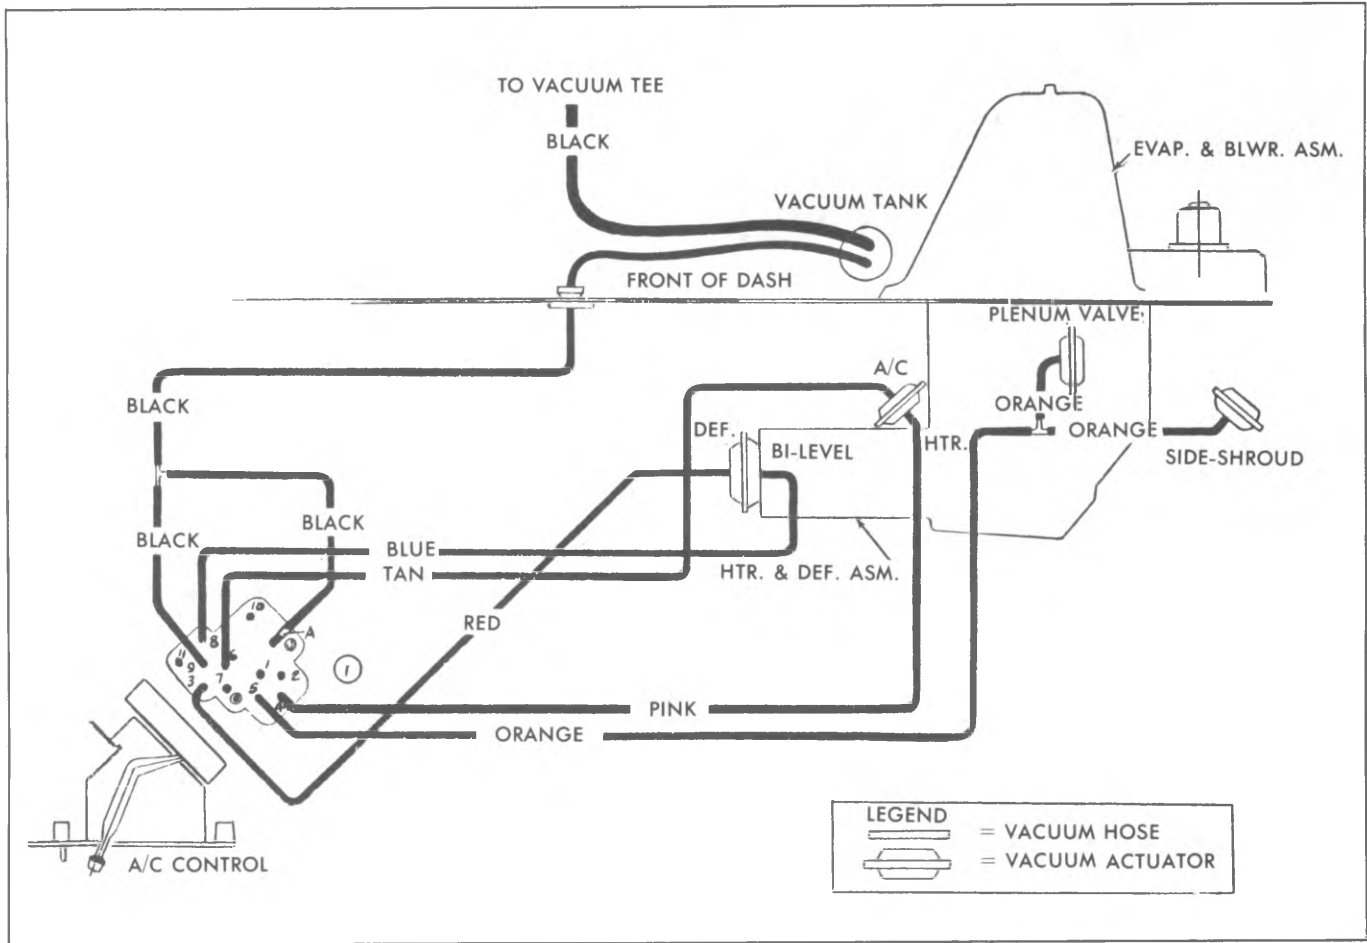 TO VACUUM TEE
BLACK
EVAP. & BLWR. ASM.
VACUUM TANK
FRONT OF DASH
PLENUM VALVE
A/C
BLACK
ORANGE
DEF.
BI-LEVEL
HTR.
ORANGE
SIDE-SHROUD
BLACK
BLACK
BLUE
TAN
HTR. & DEF. ASM.
RED
10
A
8
11
9
6
1
1
3
7
5
2
PINK
ORANGE
LEGEND
= VACUUM HOSE
= VACUUM ACTUATOR
A/C CONTROL